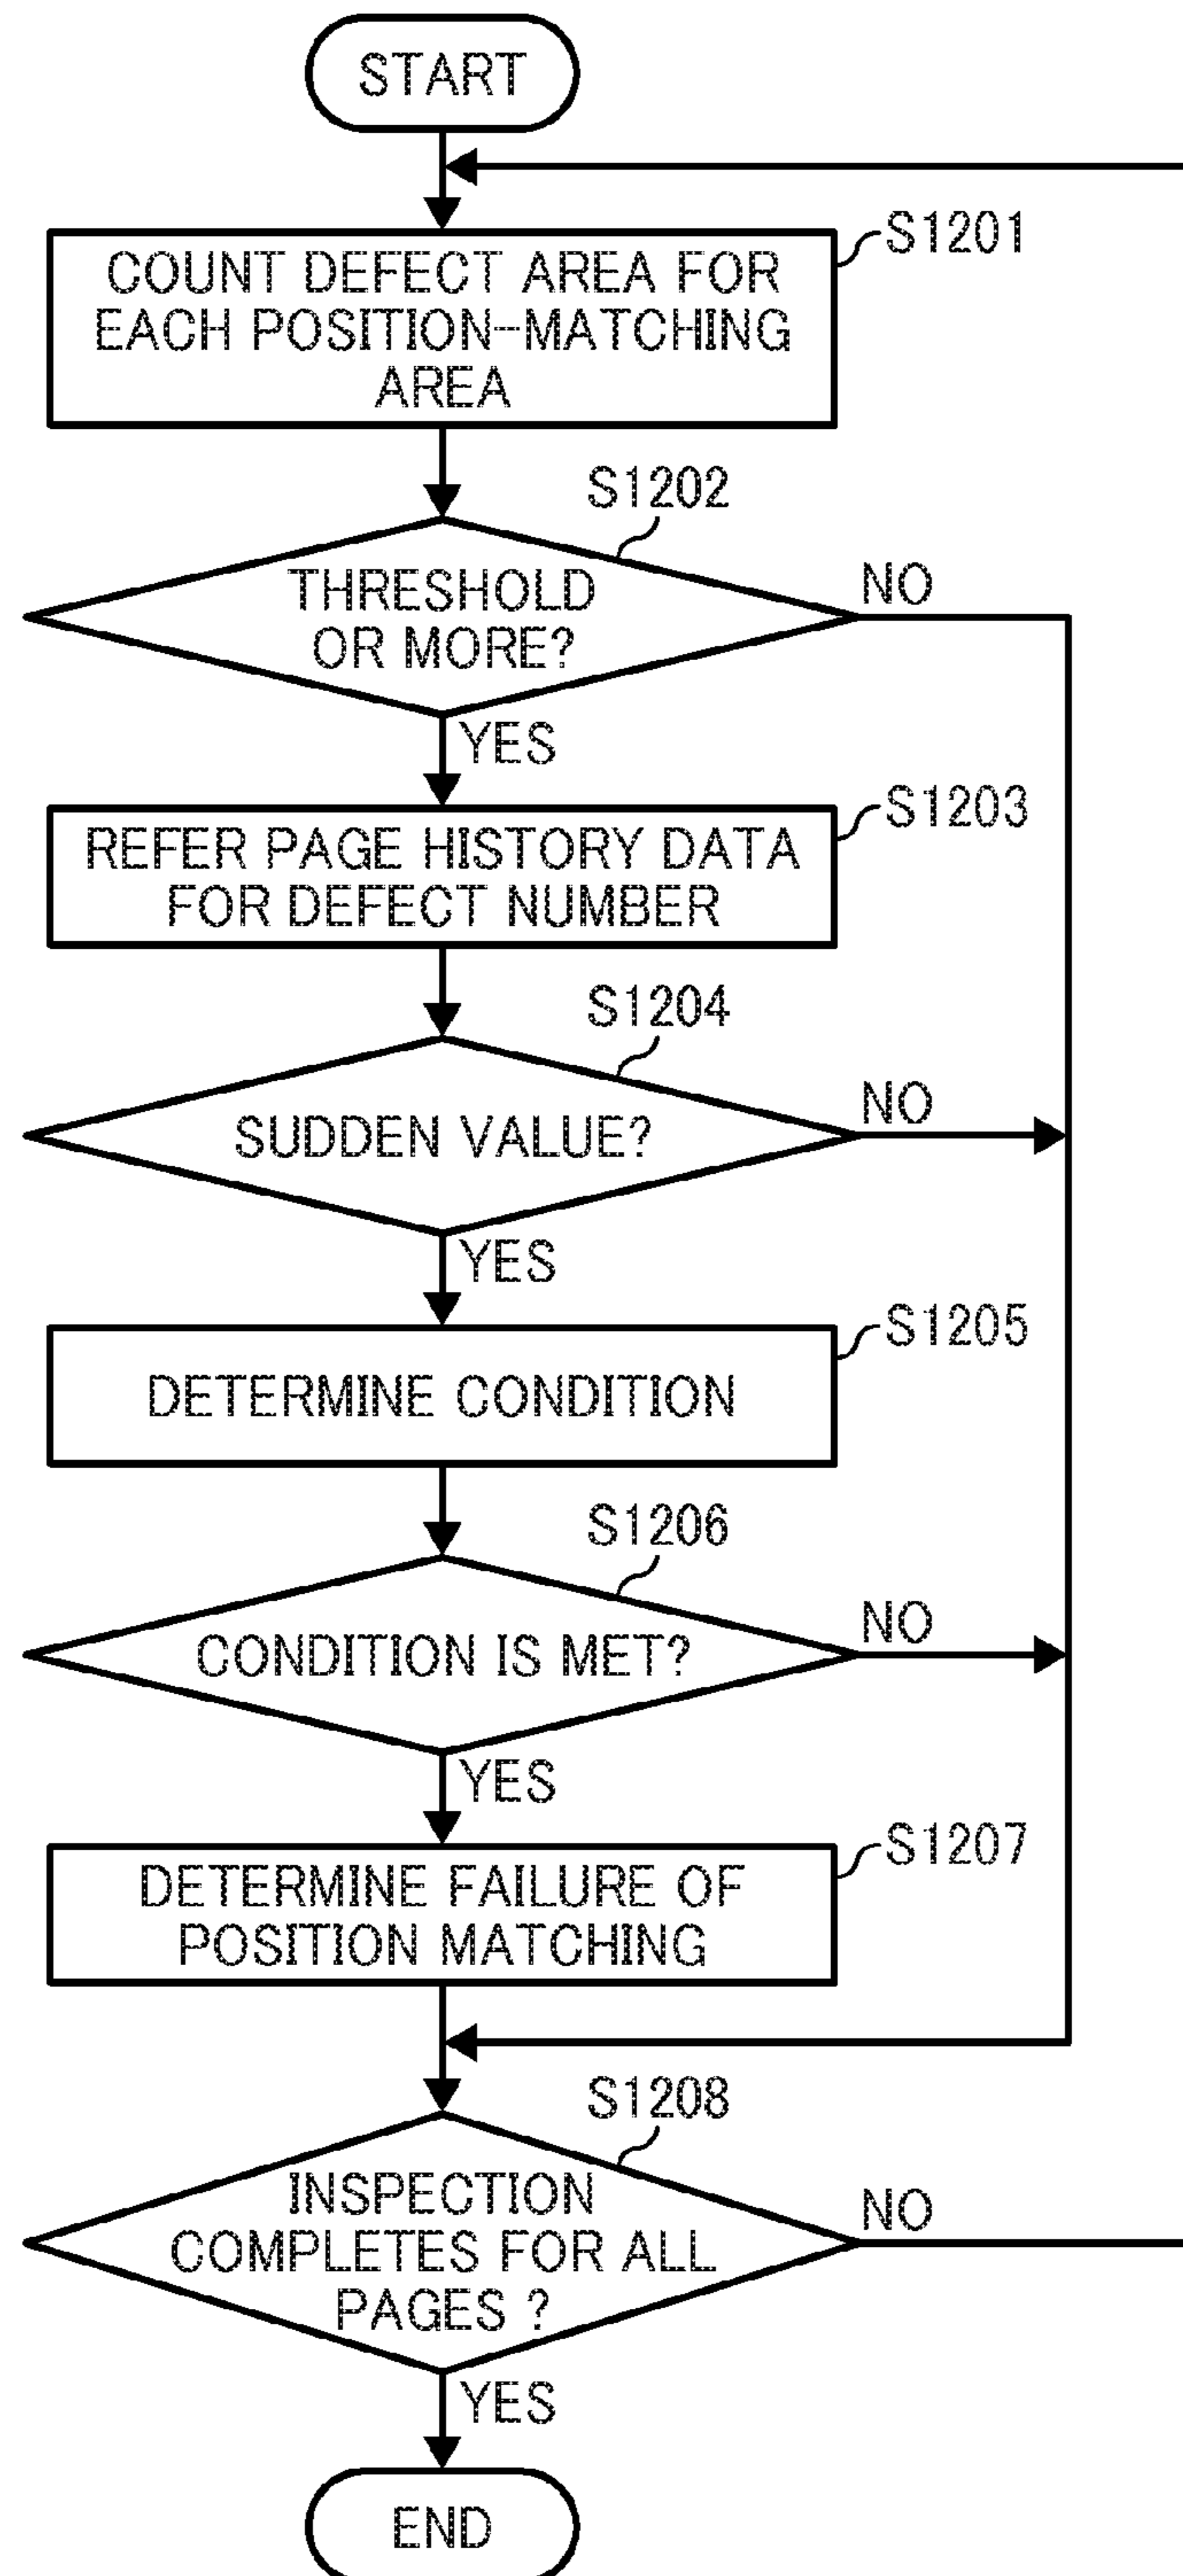 START
S1201
COUNT DEFECT AREA FOR
EACH POSITION-MATCHING
AREA
S1202
THRESHOLD
OR MORE?
NO
YES
S1203
REFER PAGE HISTORY DATA
FOR DEFECT NUMBER
S1204
SUDDEN VALUE?
NO
YES
S1205
DETERMINE CONDITION
S1206
CONDITION IS MET?
NO
YES
S1207
DETERMINE FAILURE OF
POSITION MATCHING
S1208
INSPECTION
COMPLETES FOR ALL
PAGES ?
NO
YES
END